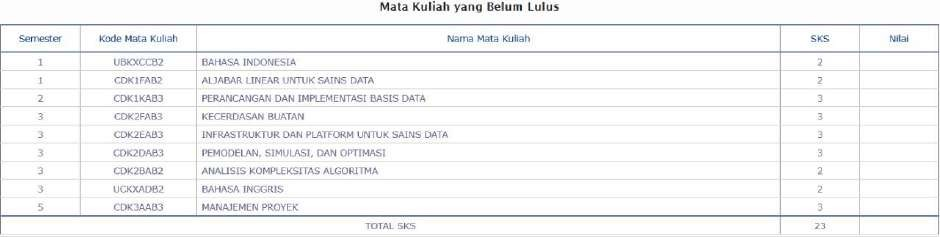 Mata Kuliah yang Belum Lulus
Semester Kode Mata Kuliah Nama Mata Kuliah SKS Nilai
1 UBKXCCB2 BAHASA INDONESIA 2
1 CDK1FAB2 ALJABAR LINEAR UNTUK SAINS DATA 2
2 CDK1KAB3 PERANCANGAN DAN IMPLEMENTASI BASIS DATA 3
3 CDK2FAB3 KECERDASAN BUATAN 3
3 CDK2EAB3 INFRASTRUKTUR DAN PLATFORM UNTUK SAINS DATA 3
3 CDK2DAB3 PEMODELAN, SIMULASI, DAN OPTIMASI 3
3 CDK2BAB2 ANALISIS KOMPLEKSITAS ALGORITMA 2
3 UGKXADB2 BAHASA INGGRIS 2
5 CDK3AAB3 MANAJEMEN PROYEK 3
TOTAL SKS 23